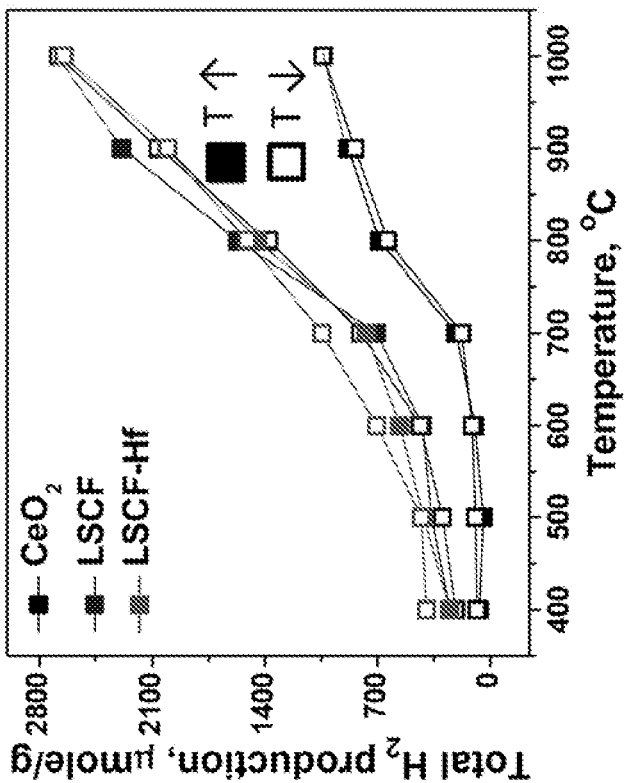 Total H2 production, μmole/g
2800
2100
1400
700
0
CeO2
LSCF
LSCF-Hf
T ↑
T ↓
400 500 600 700 800 900 1000
Temperature, °C